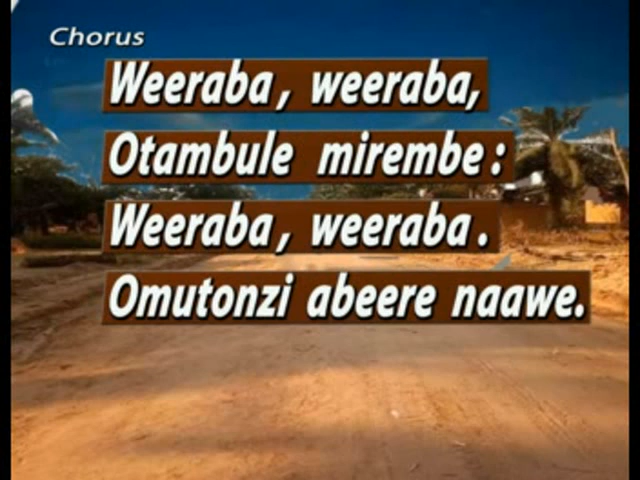 Chorus
Weeraba, weeraba,
Otambule mirembe:
Weeraba, weeraba.
Omutonzi abeere naawe.